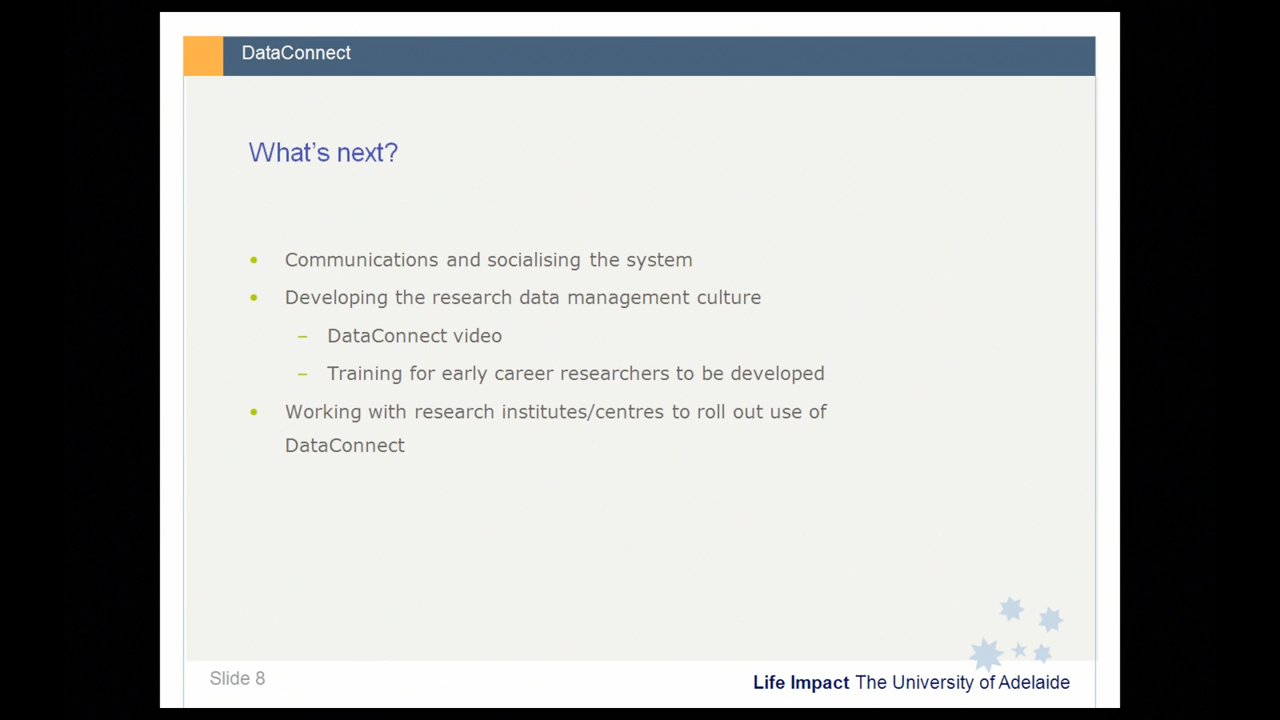 DataConnect
What's next?
• Communications and socialising the system
• Developing the research data management culture
– DataConnect video
– Training for early career researchers to be developed
• Working with research institutes/centres to roll out use of
DataConnect
Slide 8
Life Impact The University of Adelaide